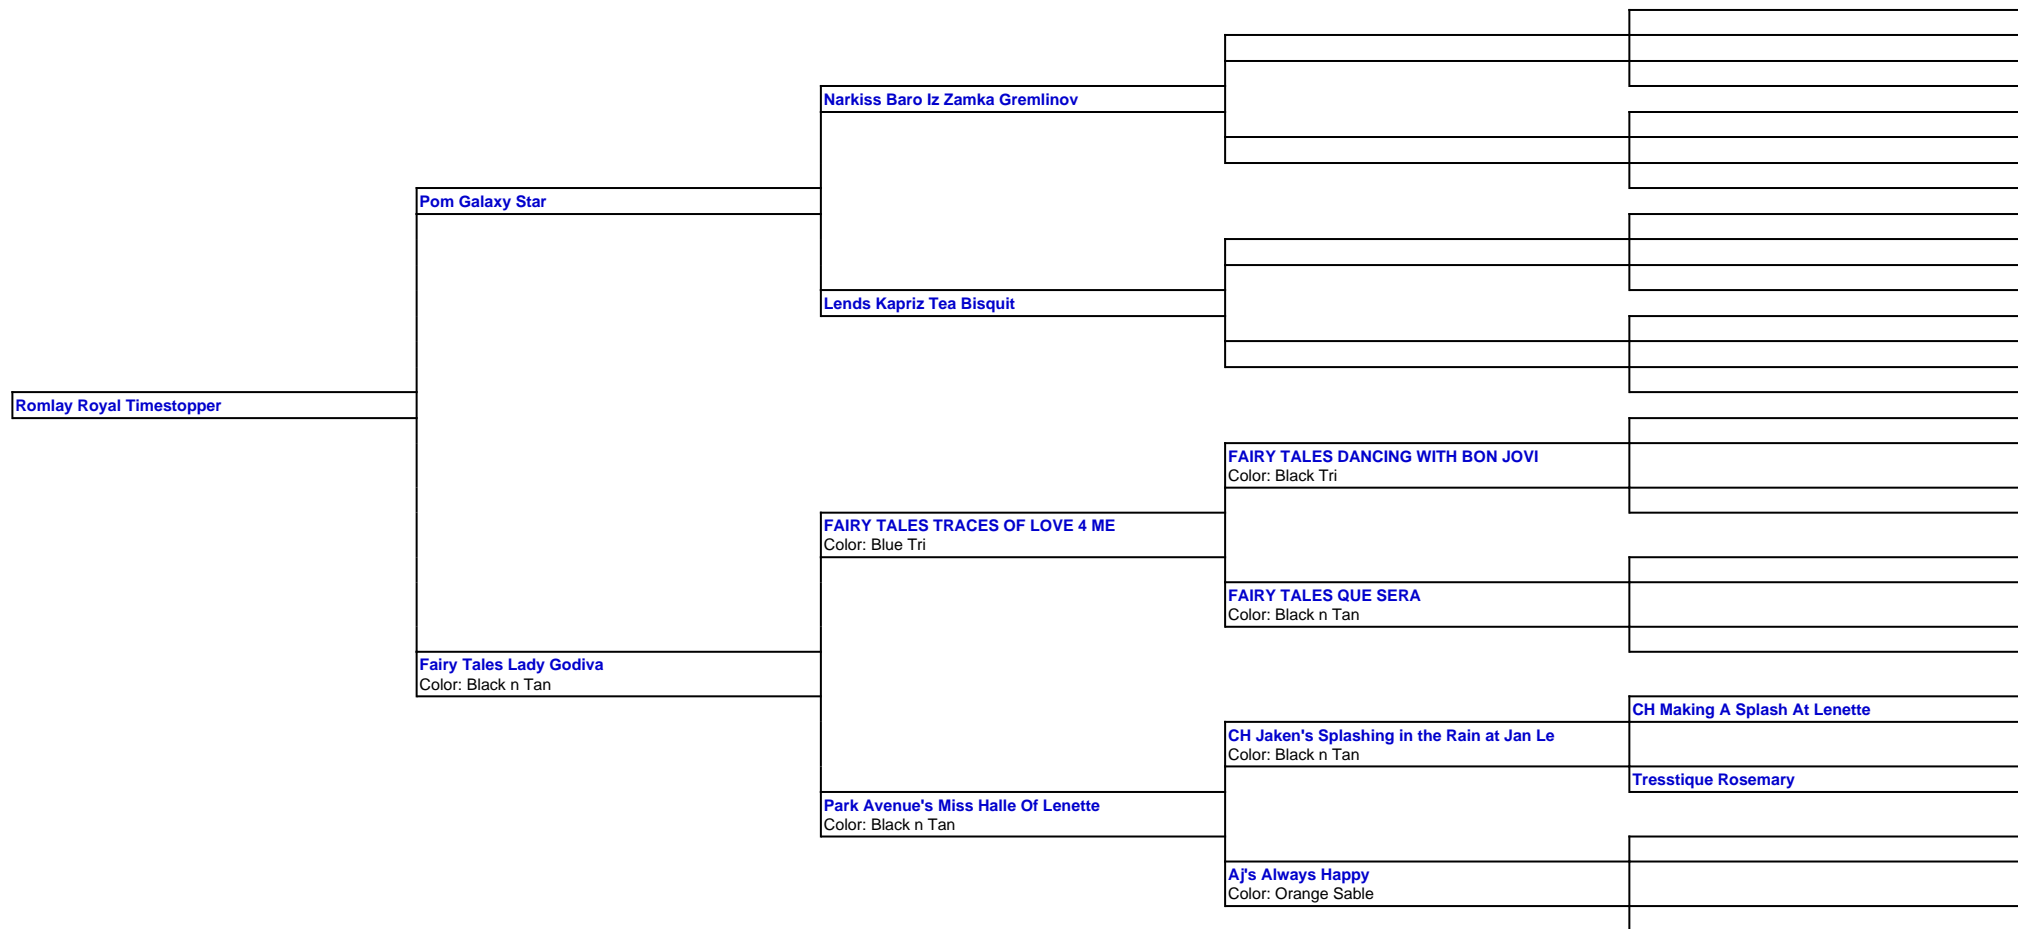 Narkiss Baro Iz Zamka Gremlinov
Pom Galaxy Star
Lends Kapriz Tea Bisquit
Romlay Royal Timestopper
FAIRY TALES DANCING WITH BON JOVI
Color: Black Tri
FAIRY TALES TRACES OF LOVE 4 ME
Color: Blue Tri
FAIRY TALES QUE SERA
Color: Black n Tan
Fairy Tales Lady Godiva
Color: Black n Tan
CH Making A Splash At Lenette
CH Jaken's Splashing in the Rain at Jan Le
Color: Black n Tan
Tresstique Rosemary
Park Avenue's Miss Halle Of Lenette
Color: Black n Tan
Aj's Always Happy
Color: Orange Sable